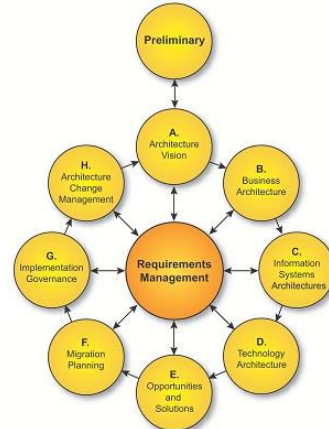 Preliminary
A.
Architecture
Vision
B.
Business
Architecture
C.
Information
Systems
Architectures
D.
Technology
Architecture
E.
Opportunities
and
Solutions
F.
Migration
Planning
G.
Implementation
Governance
H.
Architecture
Change
Management
Requirements
Management